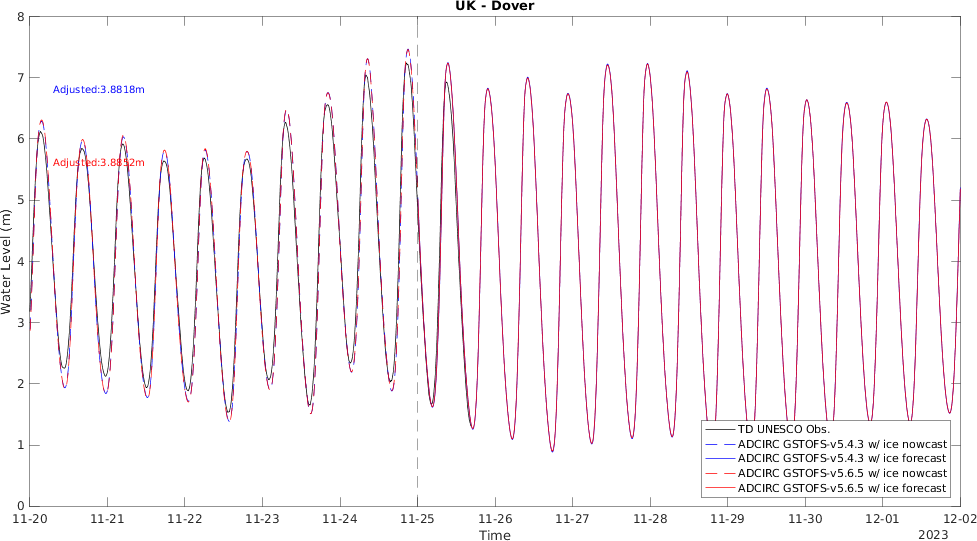 UK - Dover
8
7
6
5
4
3
2
1
0
Water Level (m)
Adjusted:3.8818m
Adjusted:3.8852m
TD UNESCO Obs.
ADCIRC GSTOFS-v5.4.3 w/ ice nowcast
ADCIRC GSTOFS-v5.4.3 w/ ice forecast
ADCIRC GSTOFS-v5.6.5 w/ ice nowcast
ADCIRC GSTOFS-v5.6.5 w/ ice forecast
11-20 11-21 11-22 11-23 11-24 11-25 11-26 11-27 11-28 11-29 11-30 12-01 12-02
Time
2023